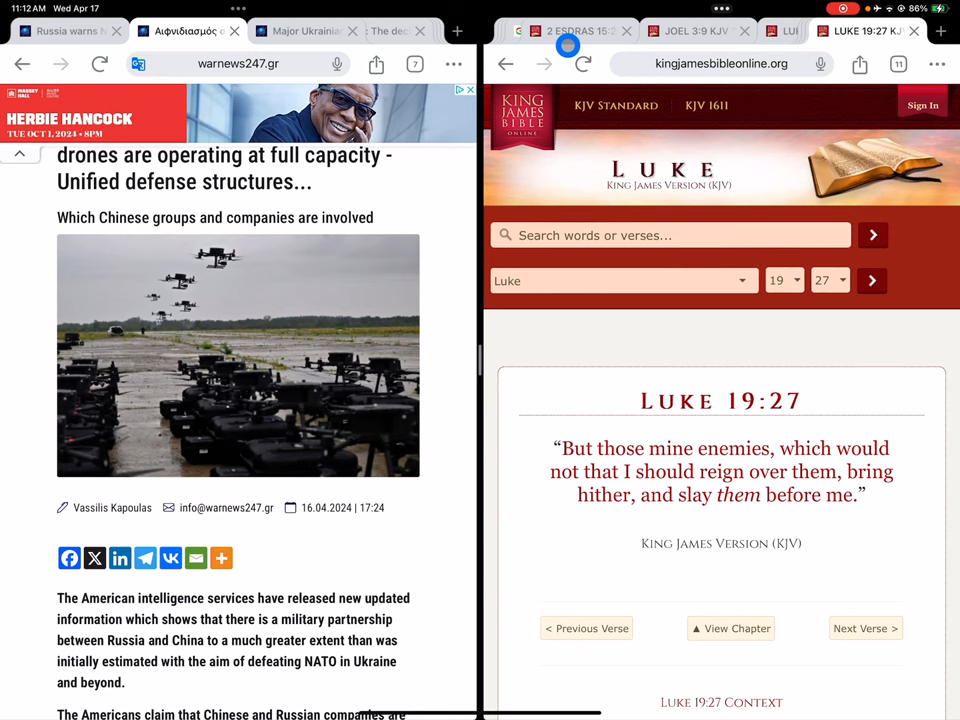 11:12 AM Wed Apr 17
86%
Russia warns N
Αιφνιδιασμός σ
Major Ukrainia
: The dec
warnews247.gr
7
MASSEY HALL
HERBIE HANCOCK
TUE OCT 1, 2024 • 8PM
drones are operating at full capacity -
Unified defense structures...
Which Chinese groups and companies are involved
Vassilis Kapoulas info@warnews247.gr 16.04.2024 | 17:24
The American intelligence services have released new updated
information which shows that there is a military partnership
between Russia and China to a much greater extent than was
initially estimated with the aim of defeating NATO in Ukraine
and beyond.
The Americans claim that Chinese and Russian companies are
2 ESDRAS 15:2
JOEL 3:9 KJV
LUK
LUKE 19:27 KJ
kingjamesbibleonline.org
11
KING JAMES BIBLE ONLINE
KJV STANDARD
KJV 1611
Sign In
LUKE
KING JAMES VERSION (KJV)
Search words or verses...
Luke 19 27
LUKE 19:27
“But those mine enemies, which would
not that I should reign over them, bring
hither, and slay them before me.”
KING JAMES VERSION (KJV)
< Previous Verse
▲ View Chapter
Next Verse >
LUKE 19:27 CONTEXT